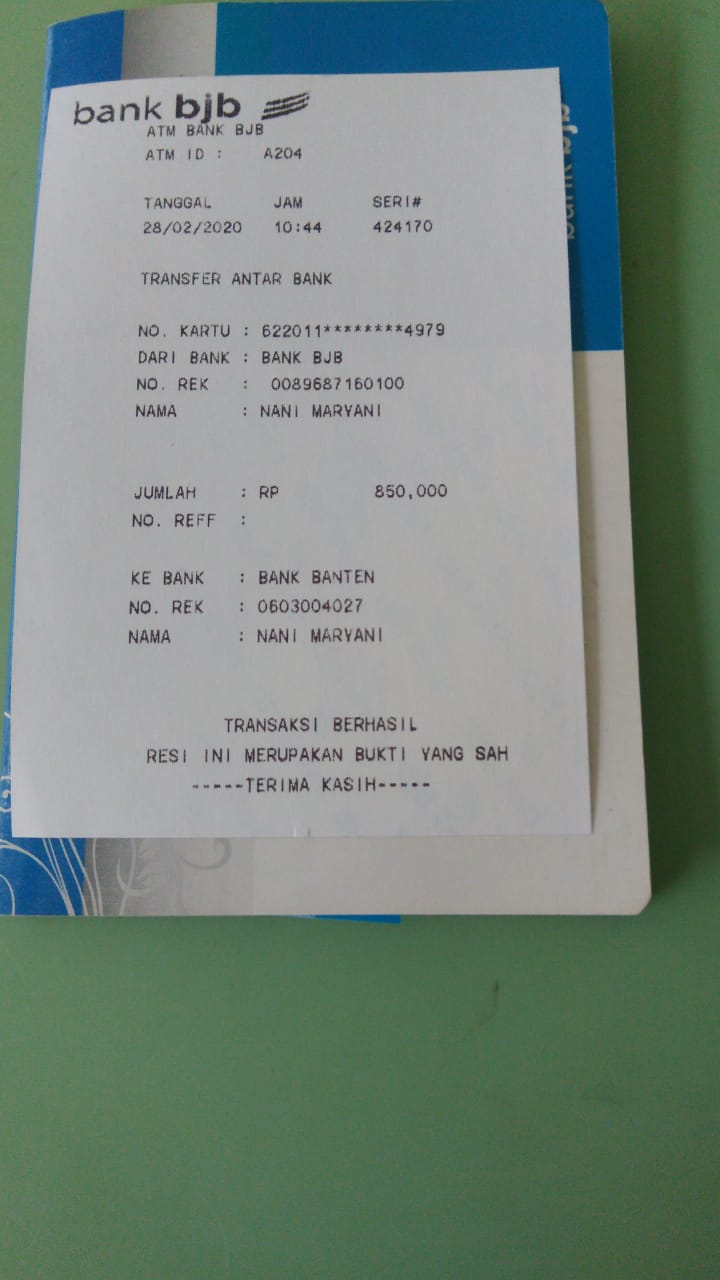 bank bjb
ATM BANK BJB
ATM ID : A204
TANGGAL JAM SERI#
28/02/2020 10:44 424170
TRANSFER ANTAR BANK
NO. KARTU : 622011********4979
DARI BANK : BANK BJB
NO. REK : 0089687160100
NAMA : NANI MARYANI
JUMLAH : RP 850,000
NO. REFF :
KE BANK : BANK BANTEN
NO. REK : 0603004027
NAMA : NANI MARYANI
TRANSAKSI BERHASIL
RESI INI MERUPAKAN BUKTI YANG SAH
-----TERIMA KASIH-----
bank bjb